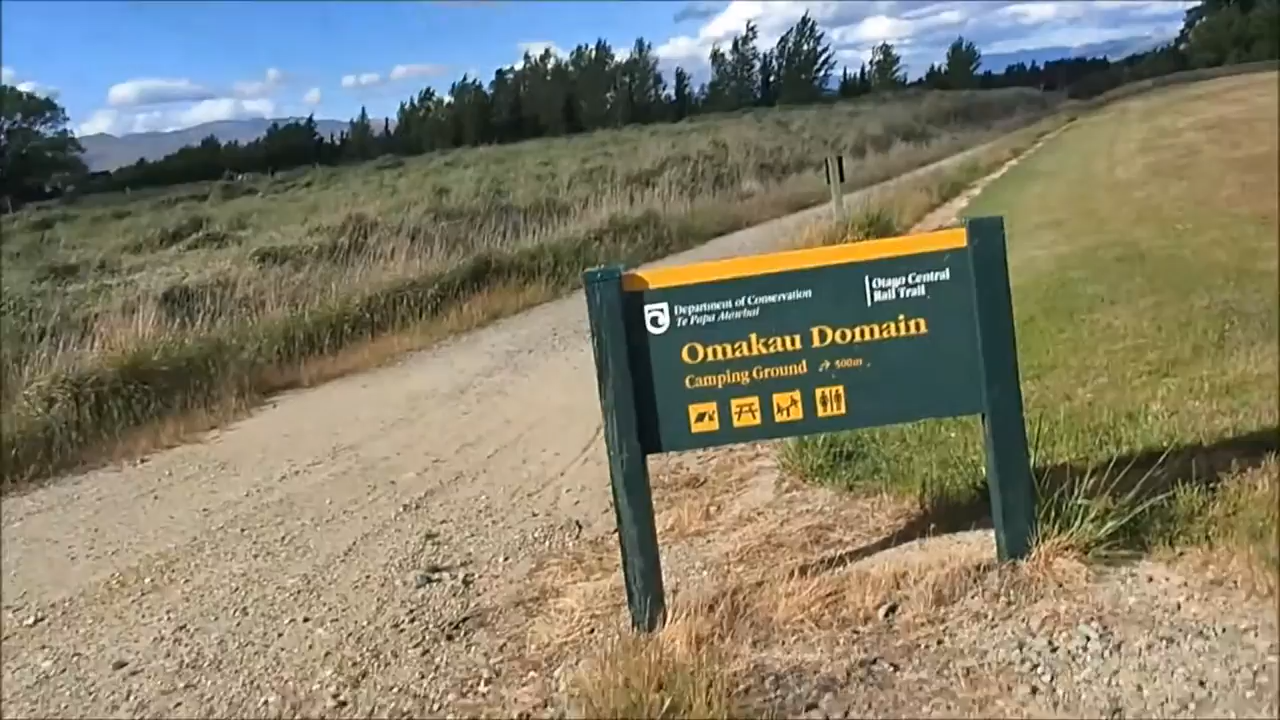 Department of Conservation
Te Papa Atawhai
Otago Central
Rail Trail
Omakau Domain
Camping Ground 500m